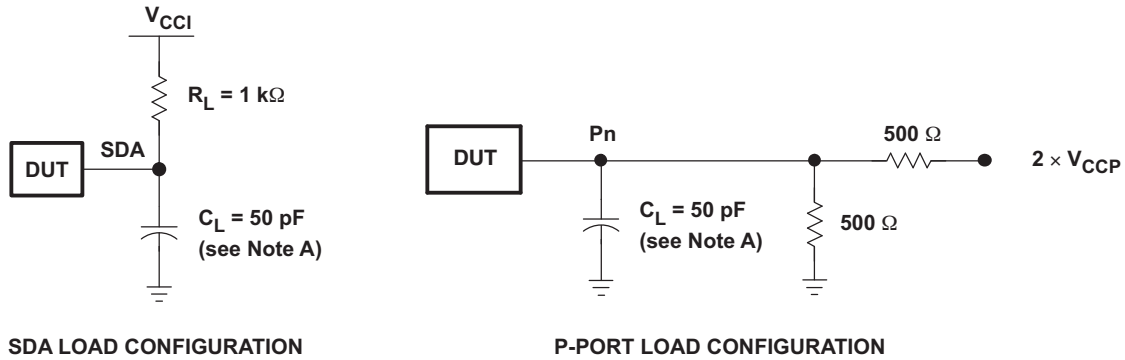 VCCI
RL = 1 kΩ
DUT
SDA
CL = 50 pF
(see Note A)
SDA LOAD CONFIGURATION
DUT
Pn
500 Ω
2 × VCCP
CL = 50 pF
(see Note A)
500 Ω
P-PORT LOAD CONFIGURATION